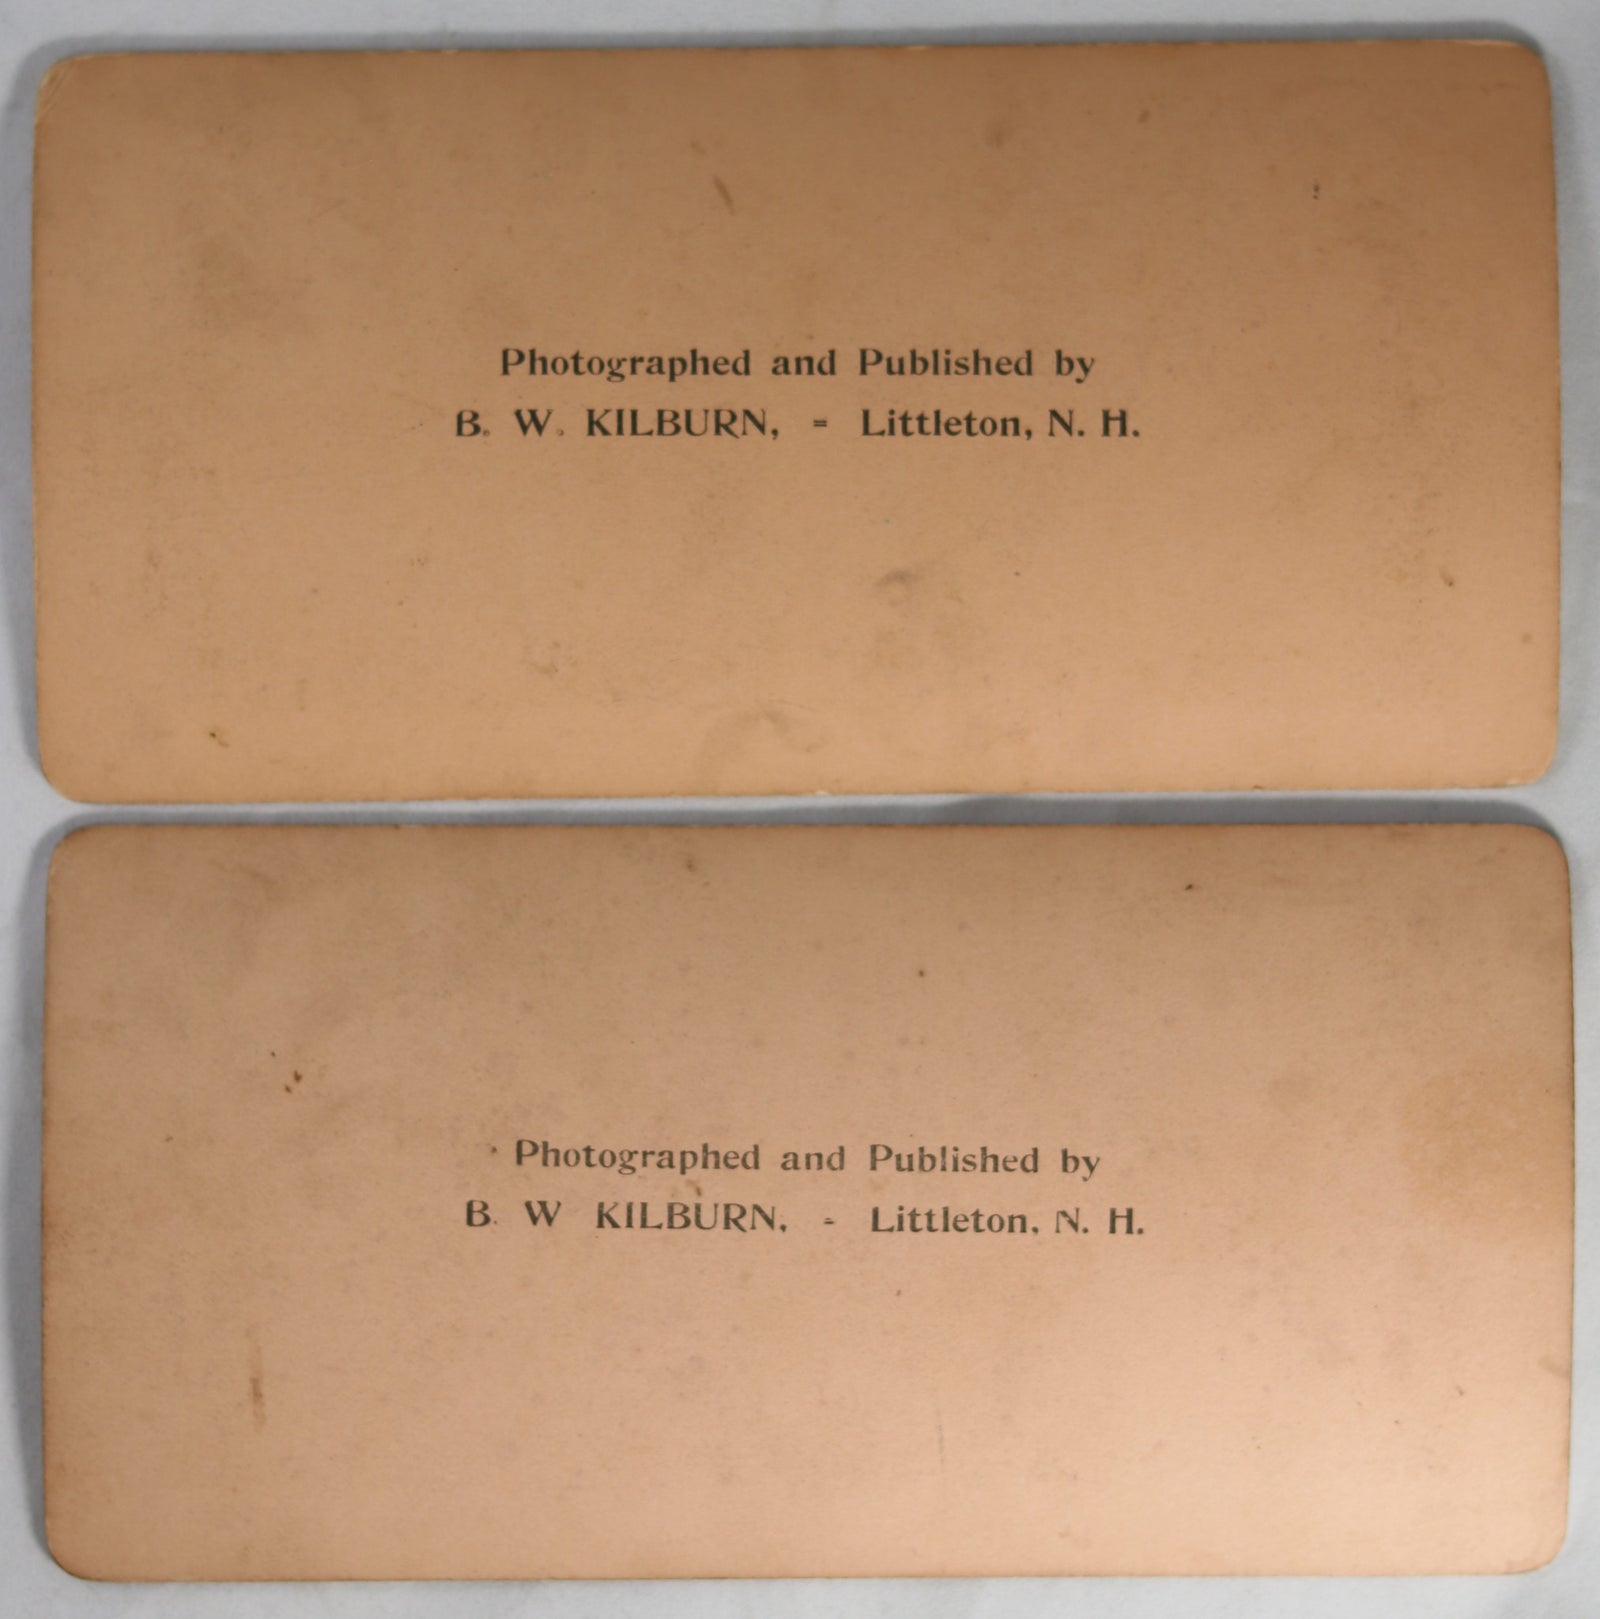 Photographed and Published by
B. W. KILBURN, = Littleton, N. H.
Photographed and Published by
B. W KILBURN, - Littleton, N. H.